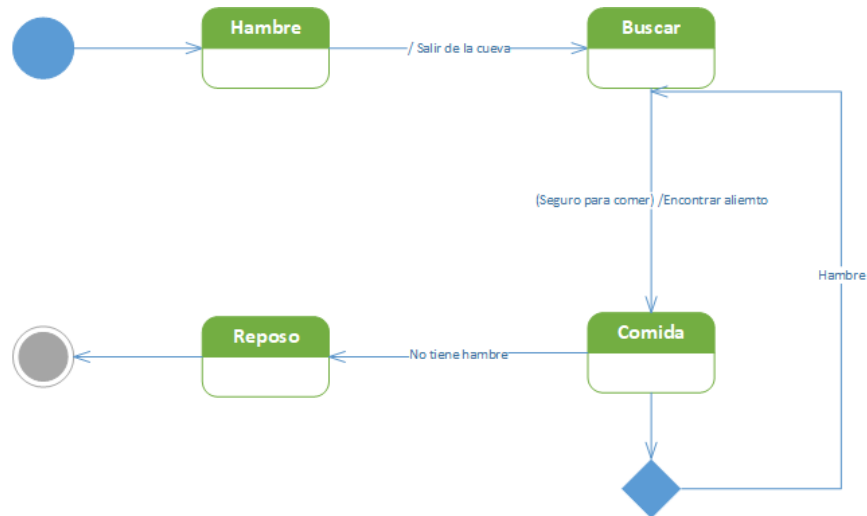 Hambre
/ Salir de la cueva
Buscar
(Seguro para comer) /Encontrar aliemto
Hambre
Reposo
No tiene hambre
Comida